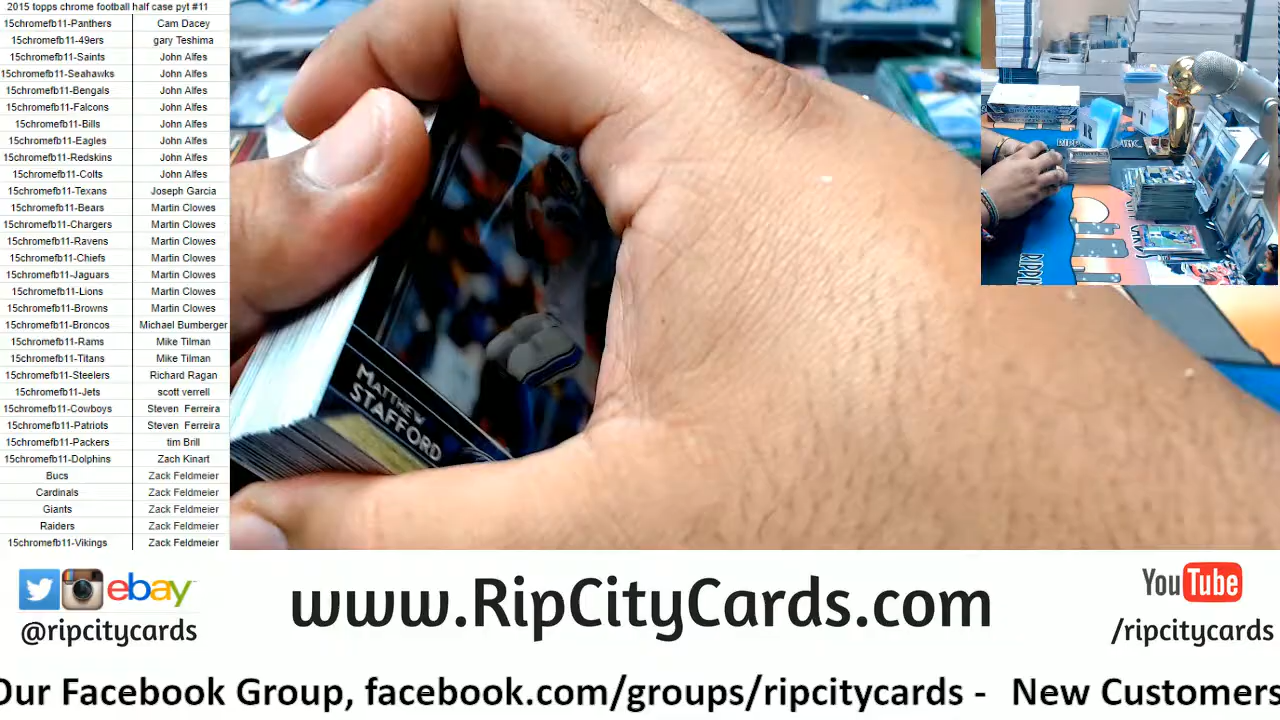 2015 topps chrome football half case pyt #11
15chromefb11-Panthers Cam Dacey
15chromefb11-49ers gary Teshima
15chromefb11-Saints John Alfes
15chromefb11-Seahawks John Alfes
15chromefb11-Bengals John Alfes
15chromefb11-Falcons John Alfes
15chromefb11-Bills John Alfes
15chromefb11-Eagles John Alfes
15chromefb11-Redskins John Alfes
15chromefb11-Colts John Alfes
15chromefb11-Texans Joseph Garcia
15chromefb11-Bears Martin Clowes
15chromefb11-Chargers Martin Clowes
15chromefb11-Ravens Martin Clowes
15chromefb11-Chiefs Martin Clowes
15chromefb11-Jaguars Martin Clowes
15chromefb11-Lions Martin Clowes
15chromefb11-Browns Martin Clowes
15chromefb11-Broncos Michael Bumberger
15chromefb11-Rams Mike Tilman
15chromefb11-Titans Mike Tilman
15chromefb11-Steelers Richard Ragan
15chromefb11-Jets scott verrell
15chromefb11-Cowboys Steven Ferreira
15chromefb11-Patriots Steven Ferreira
15chromefb11-Packers tim Brill
15chromefb11-Dolphins Zach Kinart
Bucs Zack Feldmeier
Cardinals Zack Feldmeier
Giants Zack Feldmeier
Raiders Zack Feldmeier
15chromefb11-Vikings Zack Feldmeier
MATTHEW
STAFFORD
R T
ebay
@ripcitycards
www.RipCityCards.com
YouTube
/ripcitycards
Our Facebook Group, facebook.com/groups/ripcitycards - New Customers